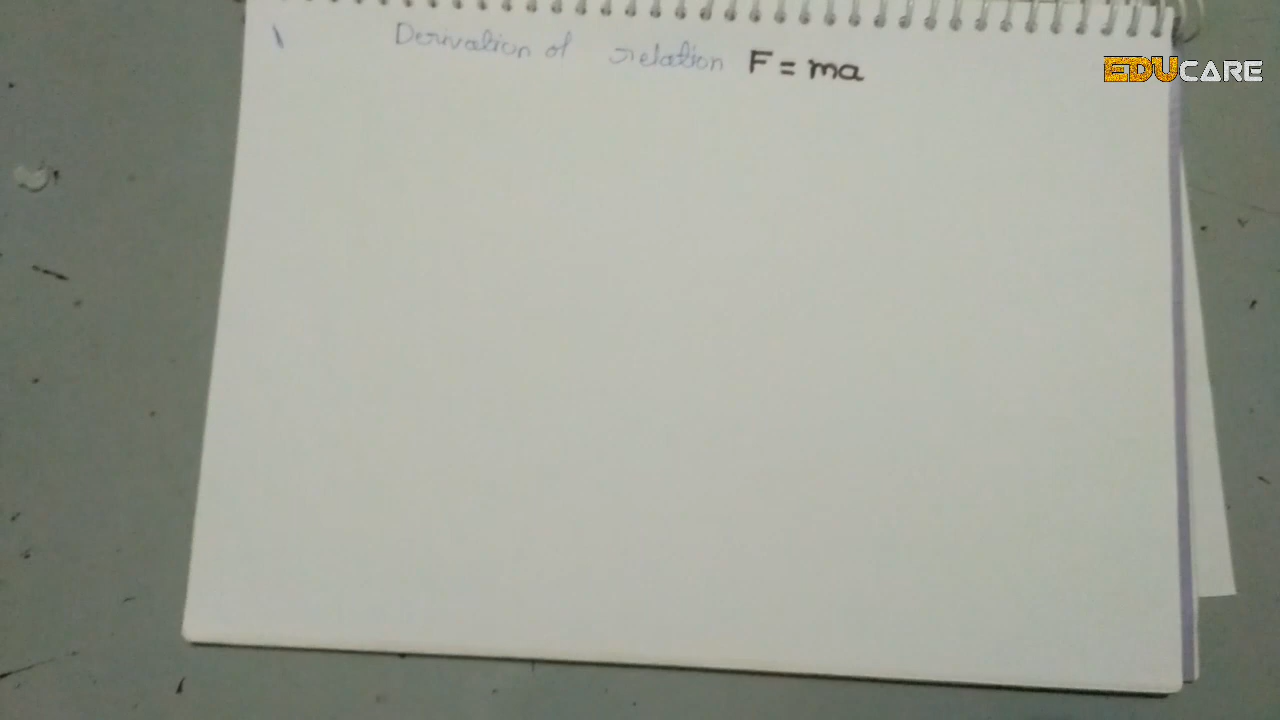 Derivation of relation F = ma
EDUCARE